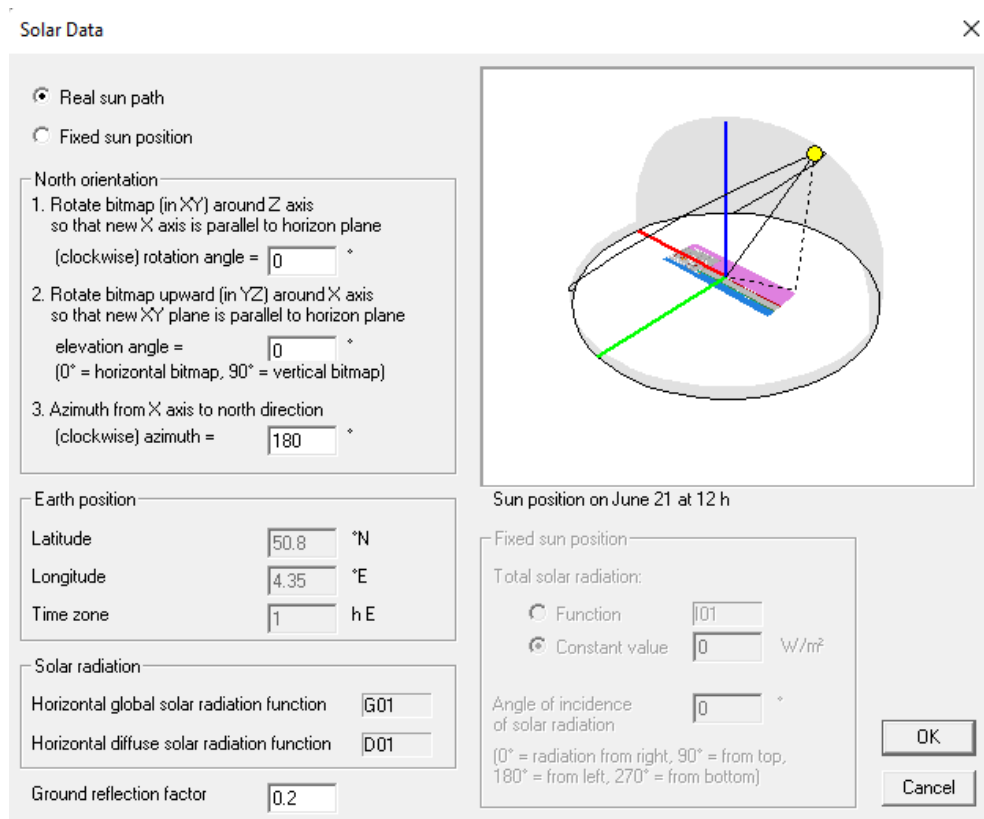 Solar Data
Real sun path
Fixed sun position
North orientation
1. Rotate bitmap (in XY) around Z axis
so that new X axis is parallel to horizon plane
(clockwise) rotation angle = 0 °
2. Rotate bitmap upward (in YZ) around X axis
so that new XY plane is parallel to horizon plane
elevation angle = 0 °
(0° = horizontal bitmap, 90° = vertical bitmap)
3. Azimuth from X axis to north direction
(clockwise) azimuth = 180 °
Earth position
Latitude 50.8 °N
Longitude 4.35 °E
Time zone 1 h E
Solar radiation
Horizontal global solar radiation function G01
Horizontal diffuse solar radiation function D01
Ground reflection factor 0.2
Sun position on June 21 at 12 h
Fixed sun position
Total solar radiation:
Function I01
Constant value 0 W/m²
Angle of incidence
of solar radiation 0 °
(0° = radiation from right, 90° = from top,
180° = from left, 270° = from bottom)
OK
Cancel